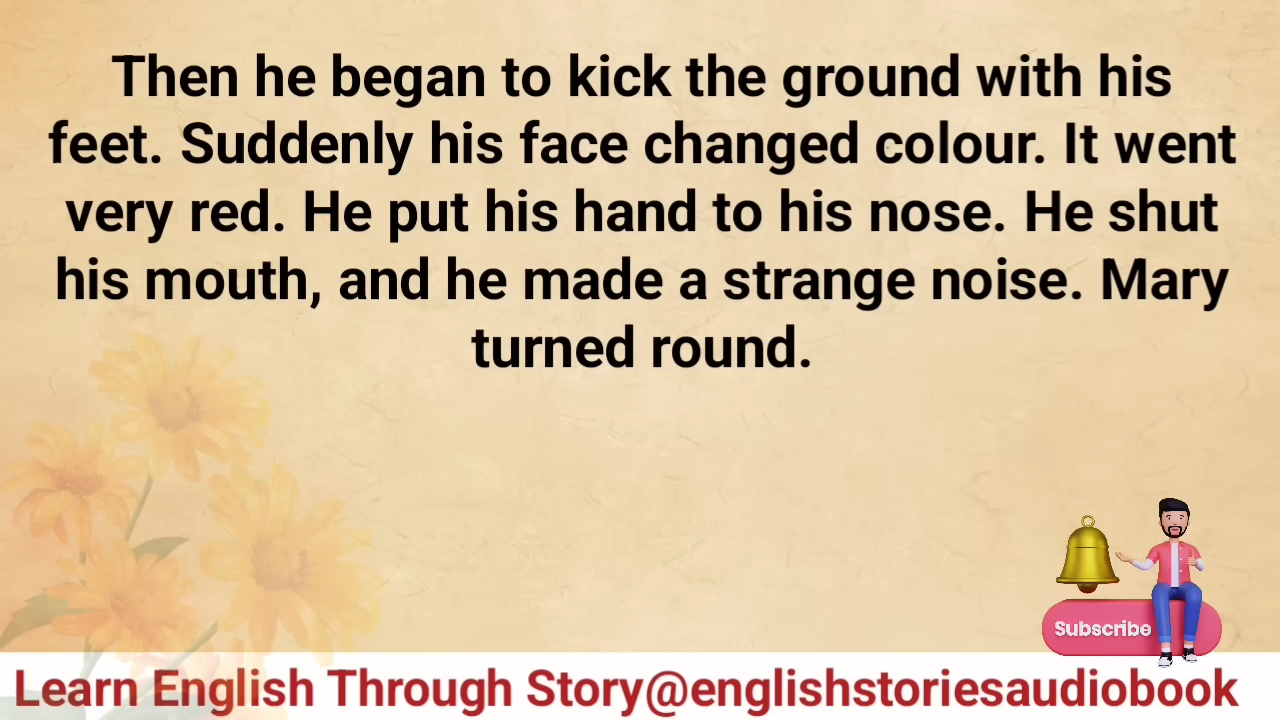 Then he began to kick the ground with his
feet. Suddenly his face changed colour. It went
very red. He put his hand to his nose. He shut
his mouth, and he made a strange noise. Mary
turned round.
Subscribe
Learn English Through Story@englishstoriesaudiobook